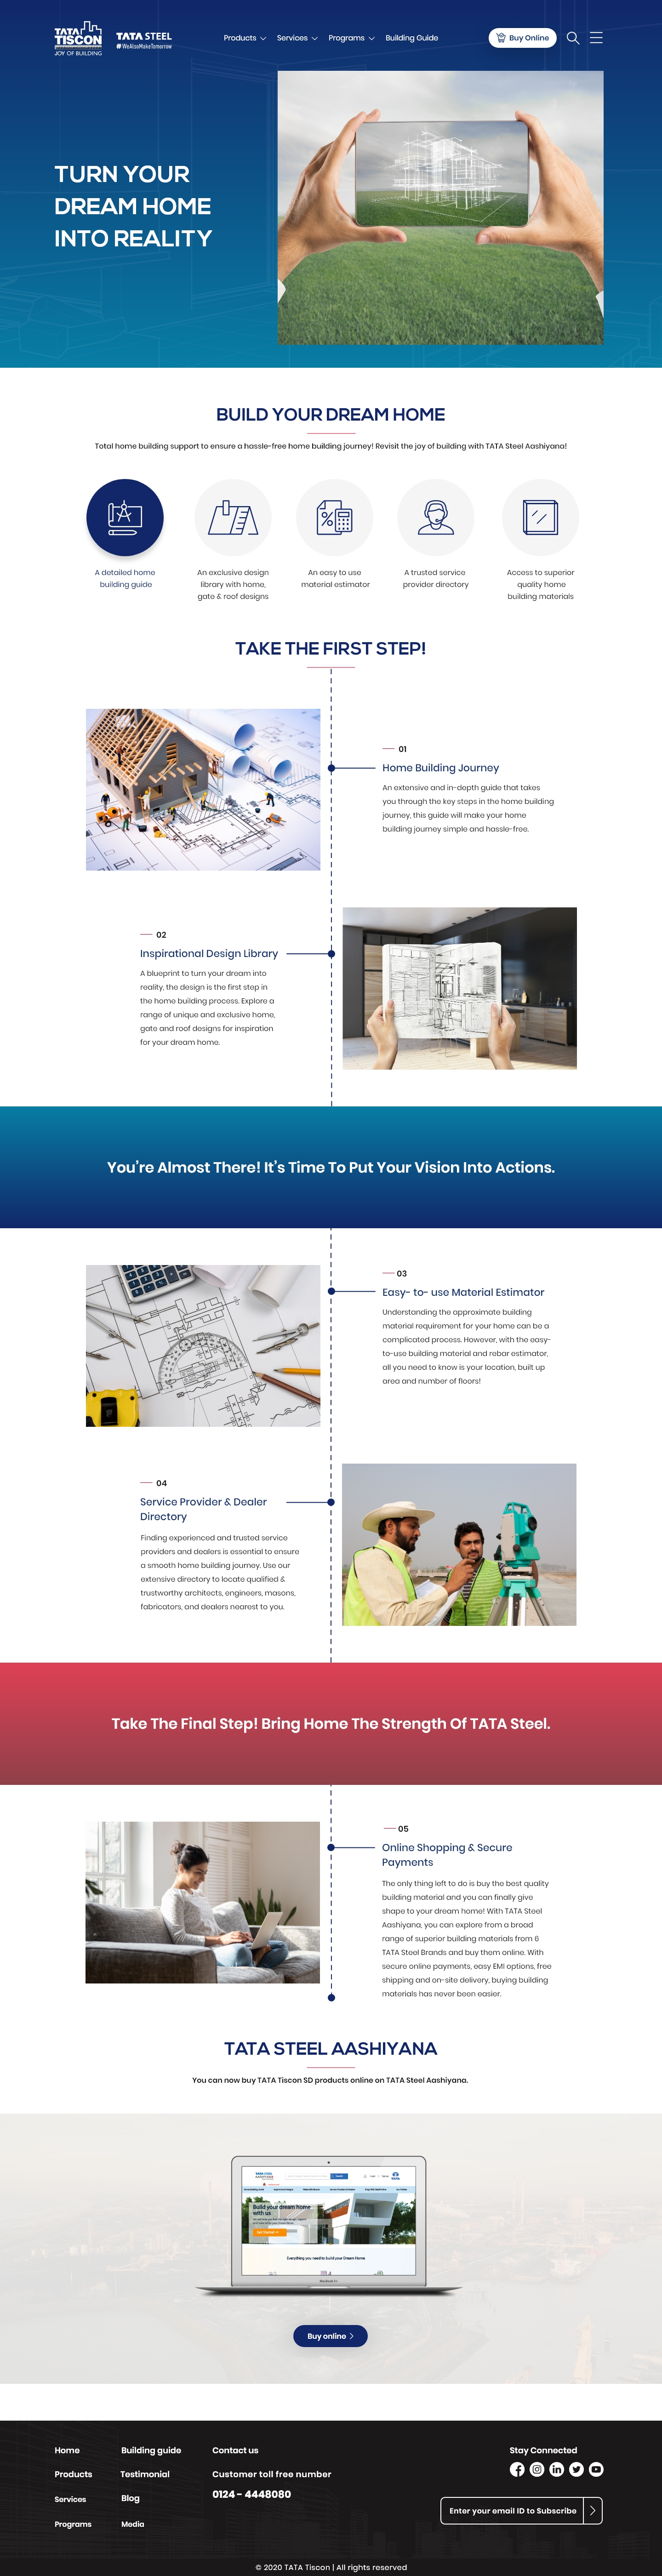 TATA
TISCON
JOY OF BUILDING
TATA STEEL
#WeAlsoMakeTomorrow
Products
Services
Programs
Building Guide
Buy Online
TURN YOUR
DREAM HOME
INTO REALITY
BUILD YOUR DREAM HOME
Total home building support to ensure a hassle-free home building journey! Revisit the joy of building with TATA Steel Aashiyana!
A detailed home
building guide
An exclusive design
library with home,
gate & roof designs
An easy to use
material estimator
A trusted service
provider directory
Access to superior
quality home
building materials
TAKE THE FIRST STEP!
01
Home Building Journey
An extensive and in-depth guide that takes
you through the key steps in the home building
journey, this guide will make your home
building journey simple and hassle-free.
02
Inspirational Design Library
A blueprint to turn your dream into
reality, the design is the first step in
the home building process. Explore a
range of unique and exclusive home,
gate and roof designs for inspiration
for your dream home.
You're Almost There! It's Time To Put Your Vision Into Actions.
03
Easy- to- use Material Estimator
Understanding the approximate building
material requirement for your home can be a
complicated process. However, with the easy-
to-use building material and rebar estimator,
all you need to know is your location, built up
area and number of floors!
04
Service Provider & Dealer
Directory
Finding experienced and trusted service
providers and dealers is essential to ensure
a smooth home building journey. Use our
extensive directory to locate qualified &
trustworthy architects, engineers, masons,
fabricators, and dealers nearest to you.
Take The Final Step! Bring Home The Strength Of TATA Steel.
05
Online Shopping & Secure
Payments
The only thing left to do is buy the best quality
building material and you can finally give
shape to your dream home! With TATA Steel
Aashiyana, you can explore from a broad
range of superior building materials from 6
TATA Steel Brands and buy them online. With
secure online payments, easy EMI options, free
shipping and on-site delivery, buying building
materials has never been easier.
TATA STEEL AASHIYANA
You can now buy TATA Tiscon SD products online on TATA Steel Aashiyana.
Build your dream home
with us
Everything you need to build your Dream Home
MacBook Air
Buy online
Home
Building guide
Contact us
Stay Connected
Products
Testimonial
Customer toll free number
Services
Blog
0124 - 4448080
Programs
Media
Enter your email ID to Subscribe
© 2020 TATA Tiscon | All rights reserved